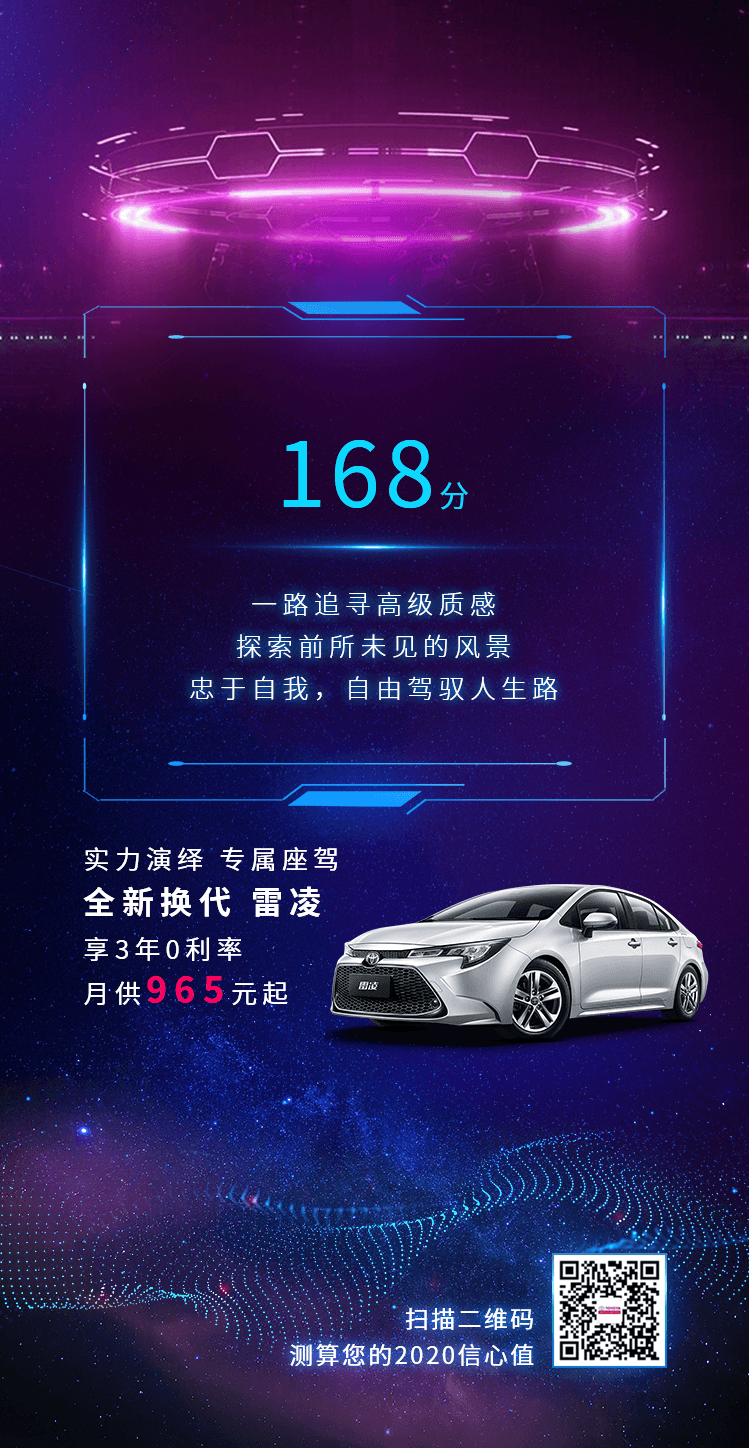 168分
一路追寻高级质感
探索前所未见的风景
忠于自我，自由驾驭人生路
实力演绎 专属座驾
全新换代 雷凌
享3年0利率
月供965元起
雷凌
扫描二维码
测算您的2020信心值